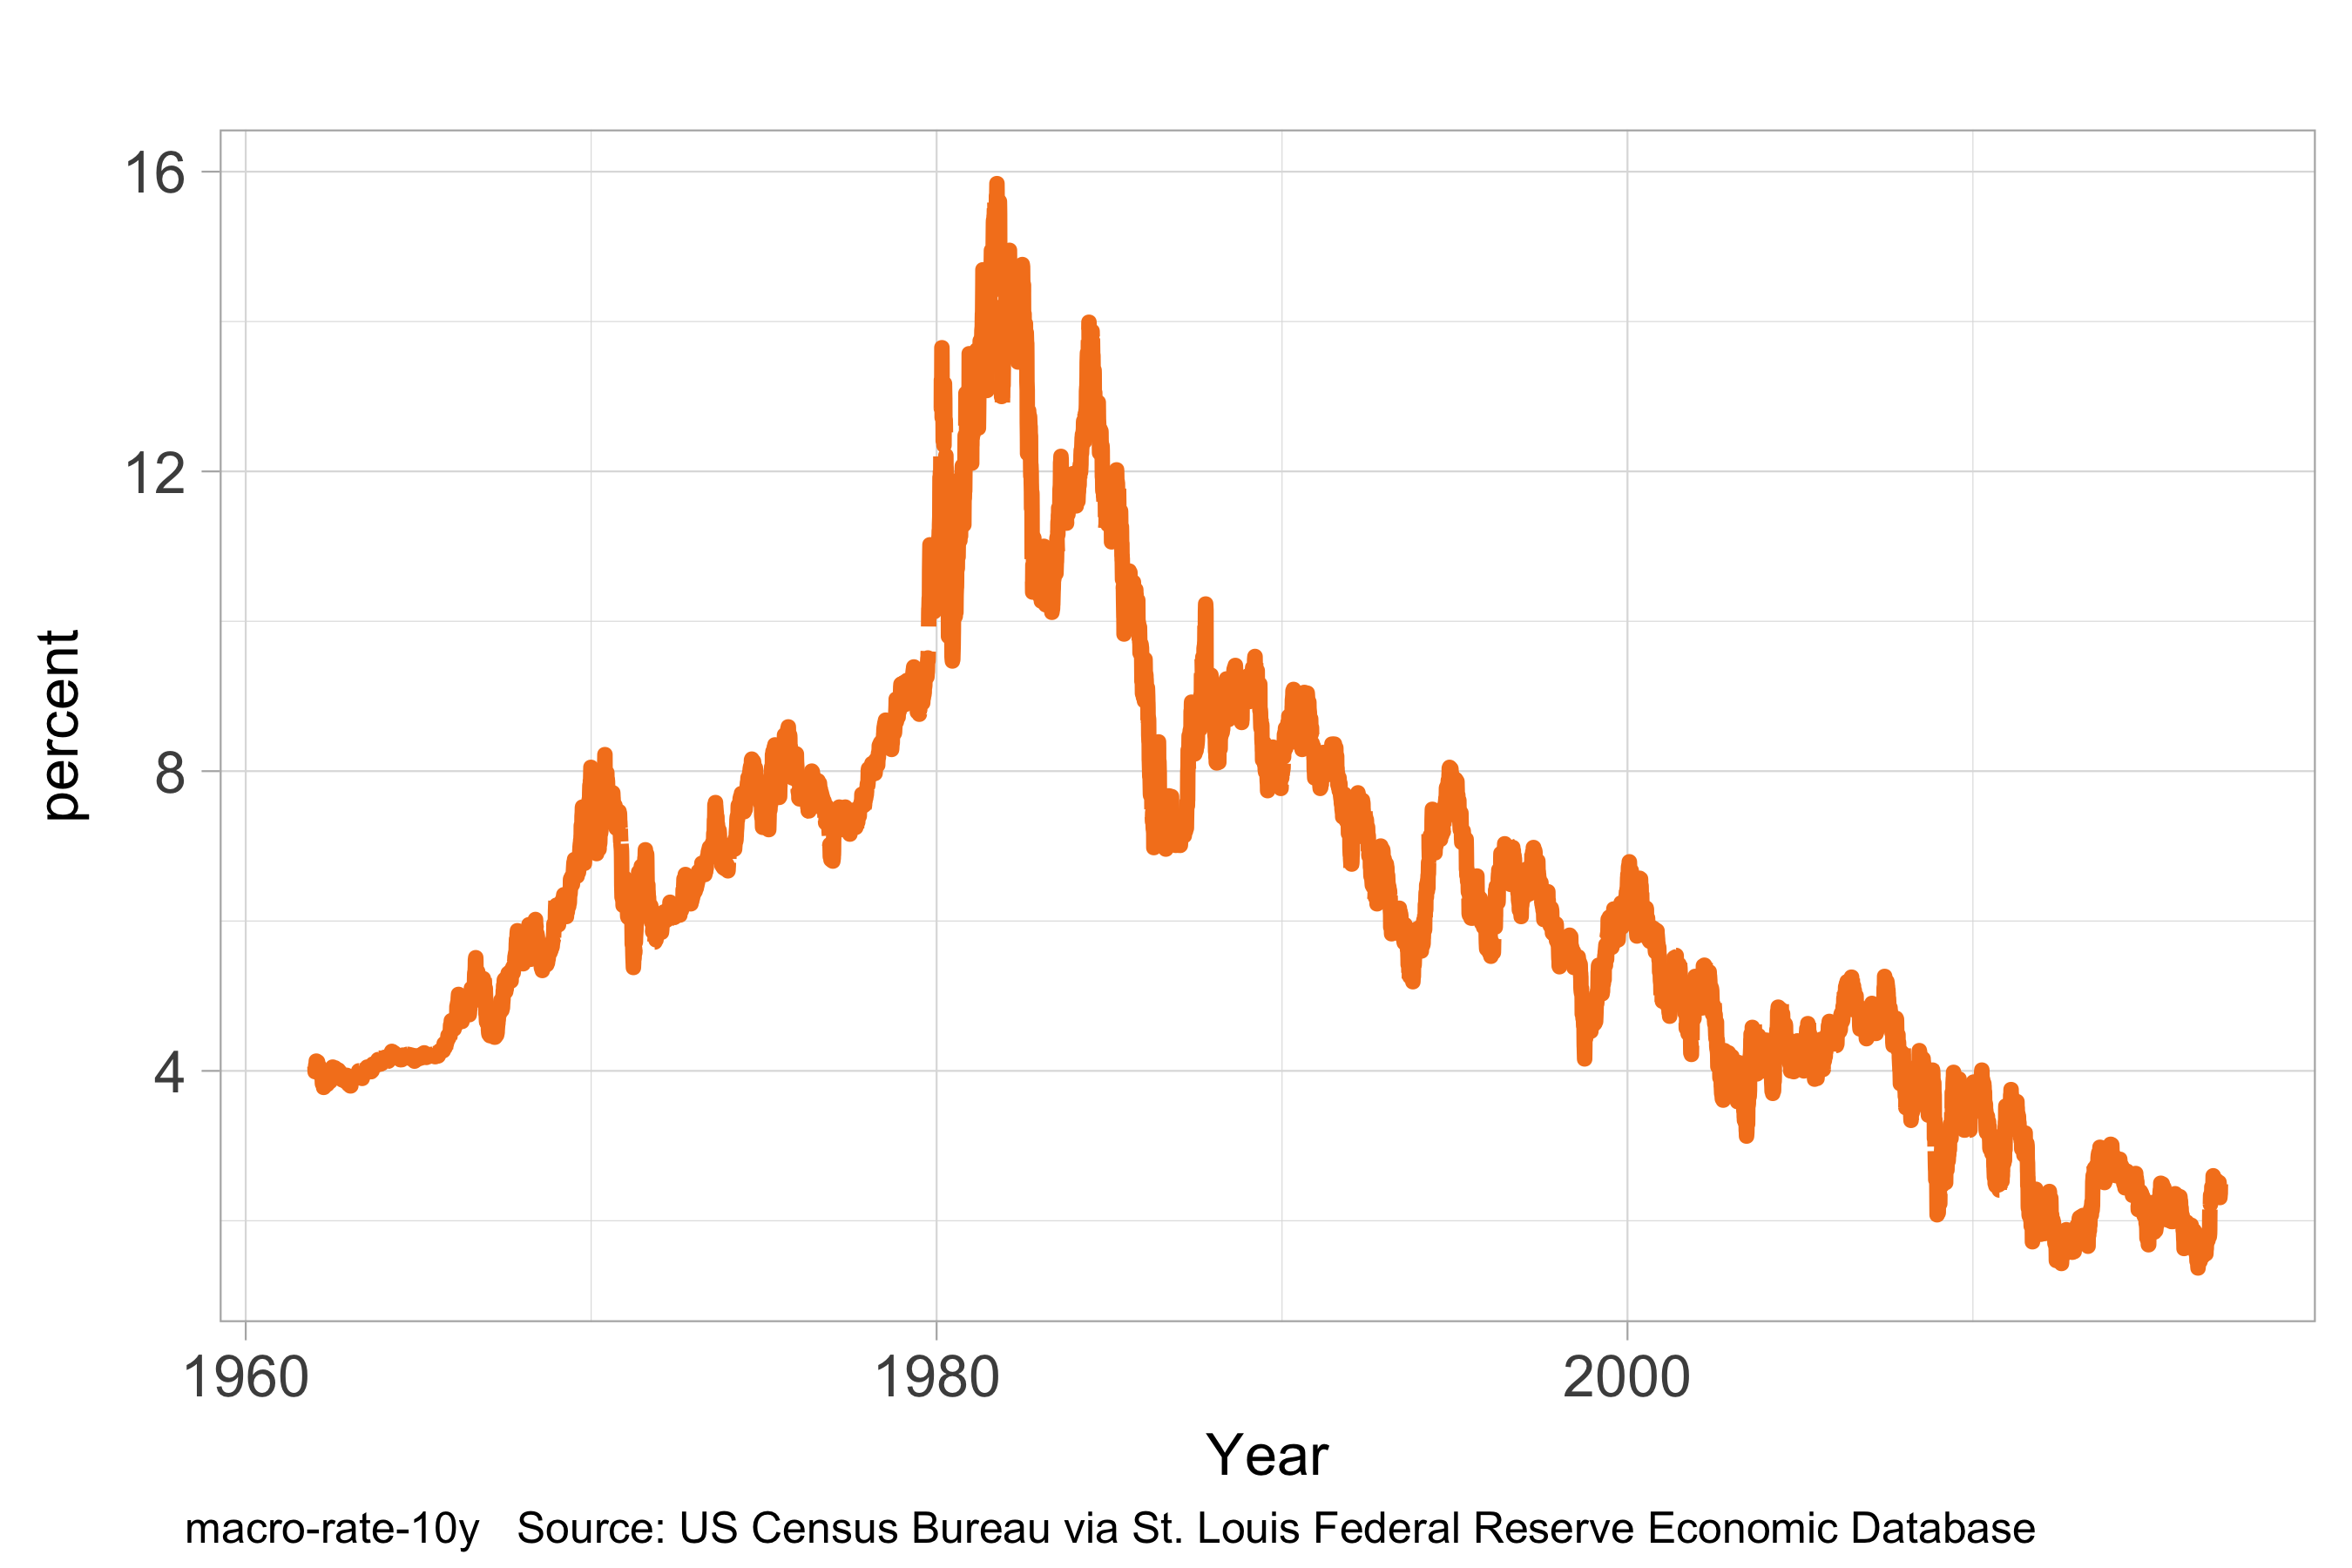 percent
16
12
8
4
1960 1980 2000
Year
macro-rate-10y Source: US Census Bureau via St. Louis Federal Reserve Economic Database